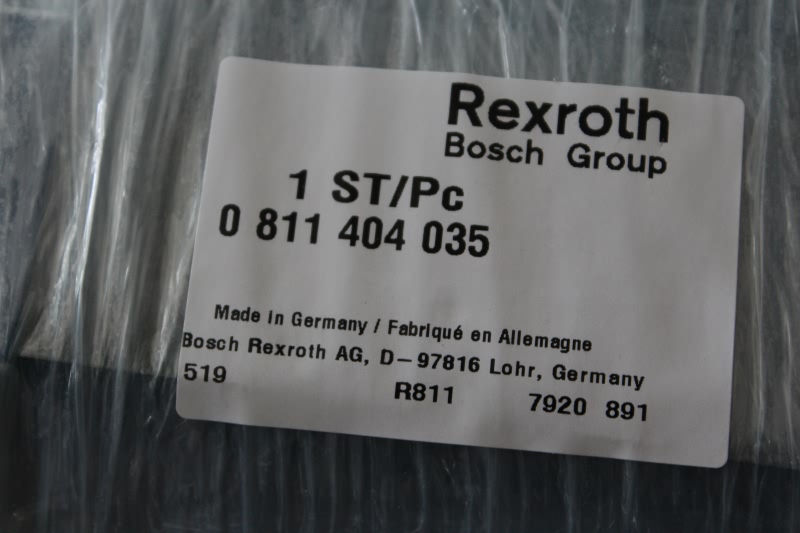 Rexroth
Bosch Group
1 ST/Pc
0 811 404 035
Made in Germany / Fabriqué en Allemagne
Bosch Rexroth AG, D–97816 Lohr, Germany
519 R811 7920 891